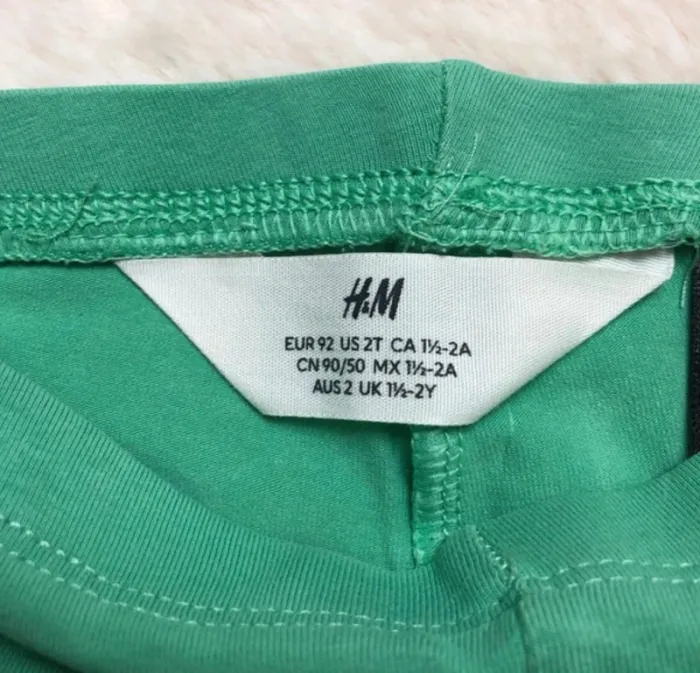 H&M
EUR 92 US 2T CA 1½-2A
CN 90/50 MX 1½-2A
AUS 2 UK 1½-2Y